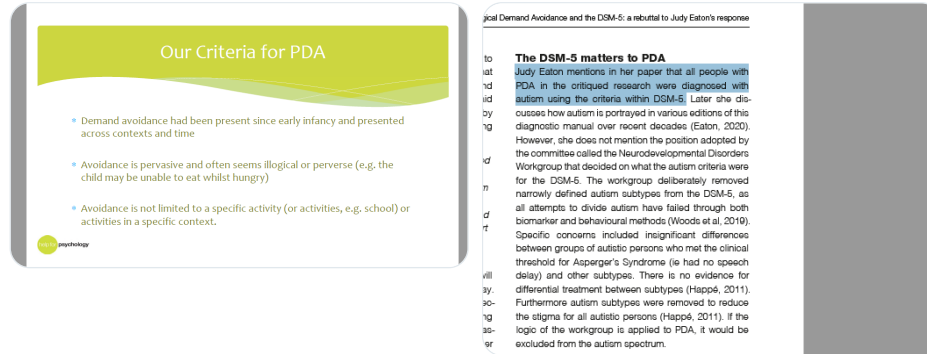 Our Criteria for PDA
Demand avoidance had been present since early infancy and presented
across contexts and time
Avoidance is pervasive and often seems illogical or perverse (e.g. the
child may be unable to eat whilst hungry)
Avoidance is not limited to a specific activity (or activities, e.g. school) or
activities in a specific context.
psychology
gical Demand Avoidance and the DSM-5: a rebuttal to Judy Eaton's response
The DSM-5 matters to PDA
Judy Eaton mentions in her paper that all people with
PDA in the critiqued research were diagnosed with
autism using the criteria within DSM-5. Later she dis-
cusses how autism is portrayed in various editions of this
diagnostic manual over recent decades (Eaton, 2020).
However, she does not mention the position adopted by
the committee called the Neurodevelopmental Disorders
Workgroup that decided on what the autism criteria were
for the DSM-5. The workgroup deliberately removed
narrowly defined autism subtypes from the DSM-5, as
all attempts to divide autism have failed through both
biomarker and behavioural methods (Woods et al, 2019).
Specific concerns included insignificant differences
between groups of autistic persons who met the clinical
threshold for Asperger's Syndrome (ie had no speech
delay) and other subtypes. There is no evidence for
differential treatment between subtypes (Happé, 2011).
Furthermore autism subtypes were removed to reduce
the stigma for all autistic persons (Happé, 2011). If the
logic of the workgroup is applied to PDA, it would be
excluded from the autism spectrum.